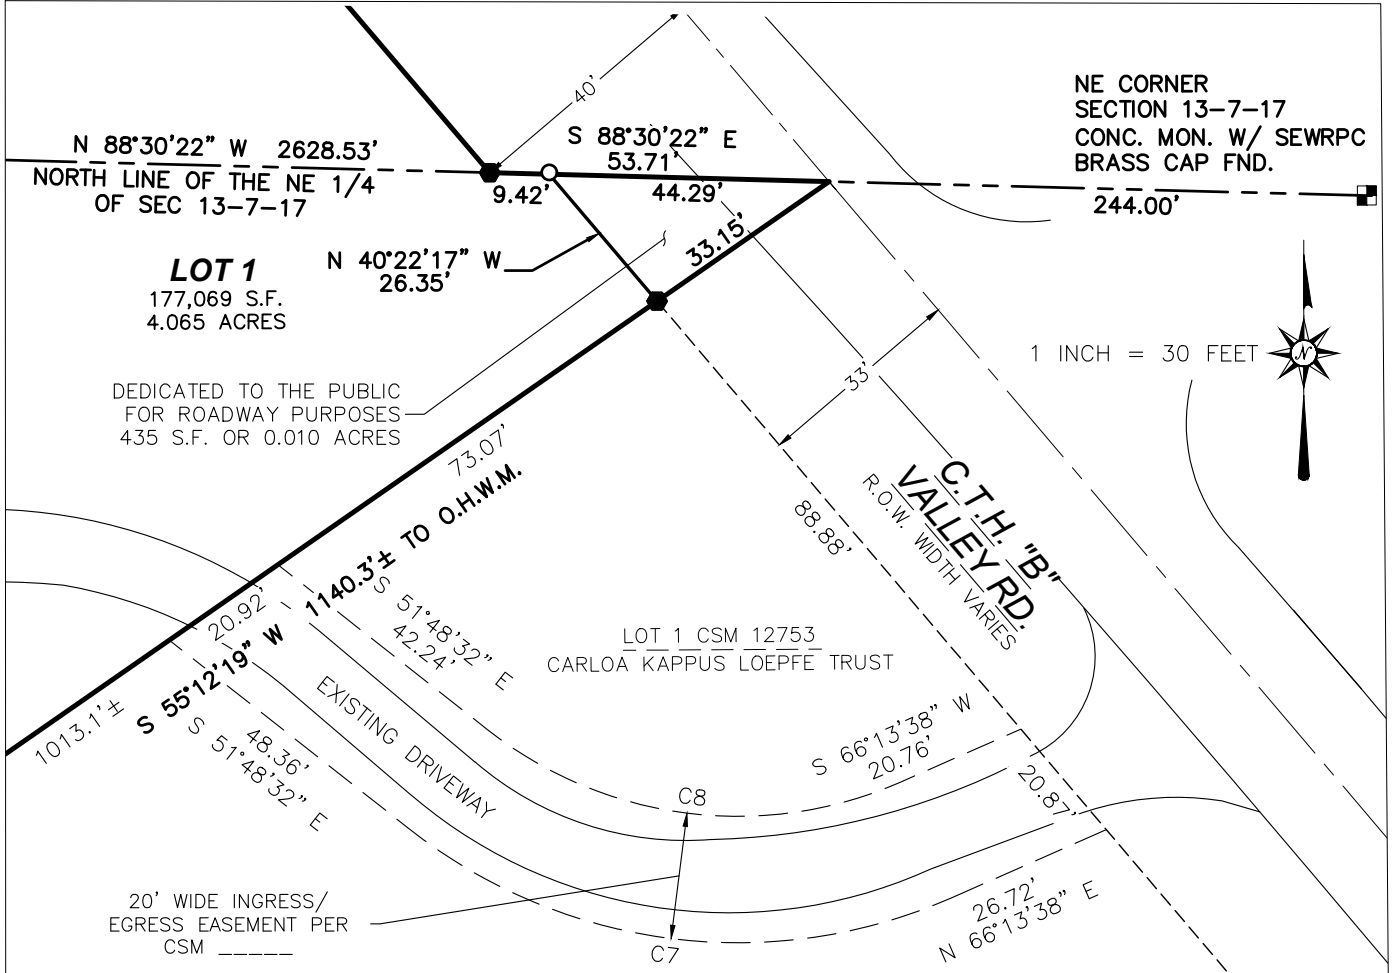 40'
NE CORNER
SECTION 13-7-17
CONC. MON. W/ SEWRPC
BRASS CAP FND.
N 88°30'22" W 2628.53'
NORTH LINE OF THE NE 1/4
OF SEC 13-7-17
S 88°30'22" E
53.71'
9.42'
44.29'
244.00'
LOT 1
177,069 S.F.
4.065 ACRES
N 40°22'17" W
26.35'
33.15'
1 INCH = 30 FEET
N
33'
DEDICATED TO THE PUBLIC
FOR ROADWAY PURPOSES
435 S.F. OR 0.010 ACRES
73.07'
S 55°12'19" W 1140.3'± TO O.H.W.M.
88.88'
C.T.H. "B"
VALLEY RD.
R.O.W. WIDTH VARIES
20.92'
1013.1'±
S 51°48'32" E
42.24'
LOT 1 CSM 12753
CARLOA KAPPUS LOEPFE TRUST
48.36'
S 51°48'32" E
EXISTING DRIVEWAY
S 66°13'38" W
20.76'
20.87'
C8
C7
20' WIDE INGRESS/
EGRESS EASEMENT PER
CSM _____
26.72'
N 66°13'38" E